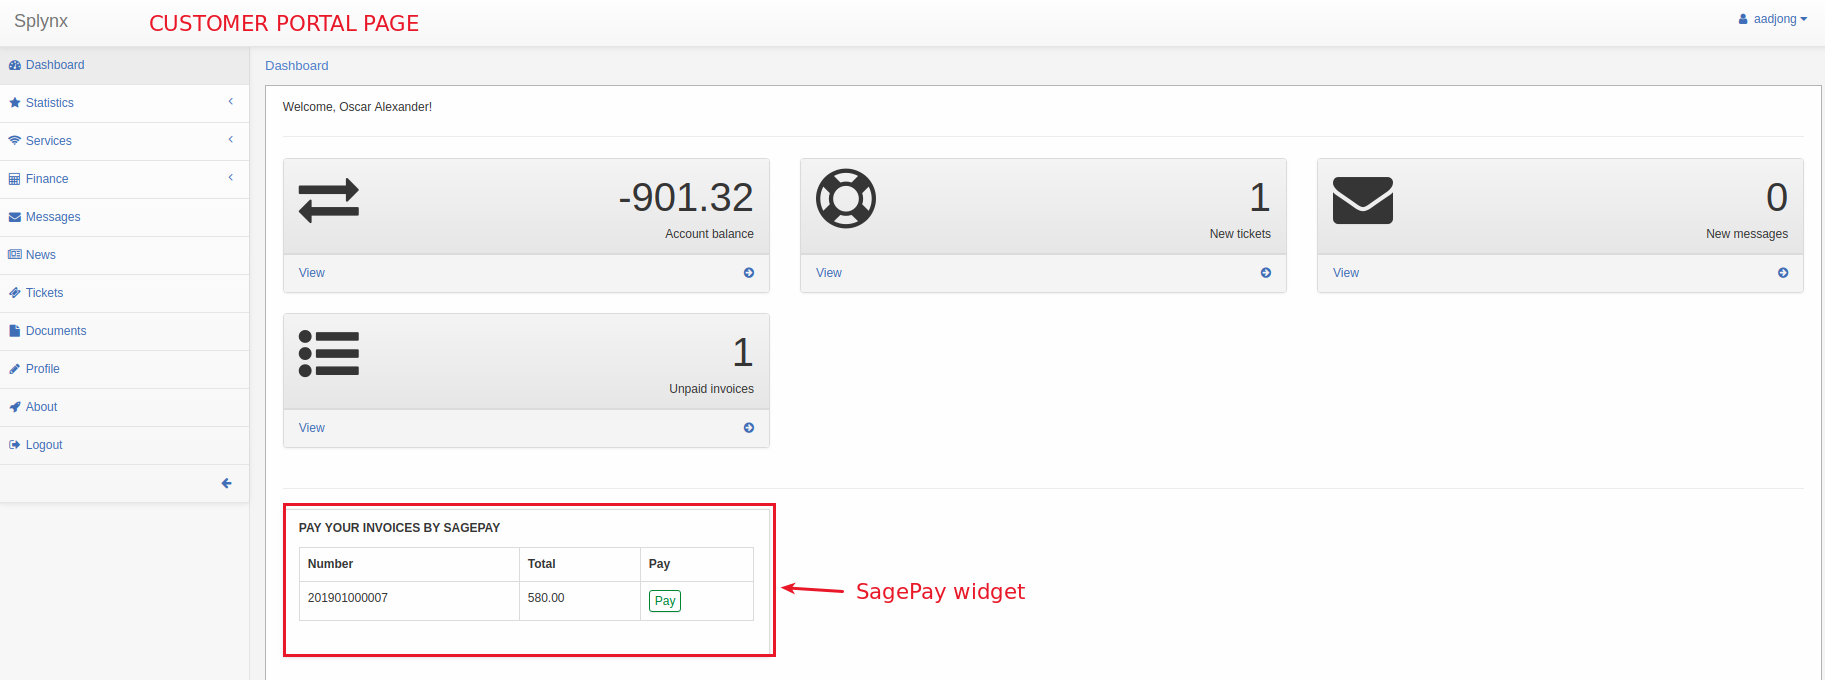 Splynx
CUSTOMER PORTAL PAGE
aadjong
Dashboard
Statistics
Services
Finance
Messages
News
Tickets
Documents
Profile
About
Logout
Dashboard
Welcome, Oscar Alexander!
-901.32
Account balance
View
1
New tickets
View
0
New messages
View
1
Unpaid invoices
View
PAY YOUR INVOICES BY SAGEPAY
Number Total Pay
201901000007 580.00 Pay
SagePay widget